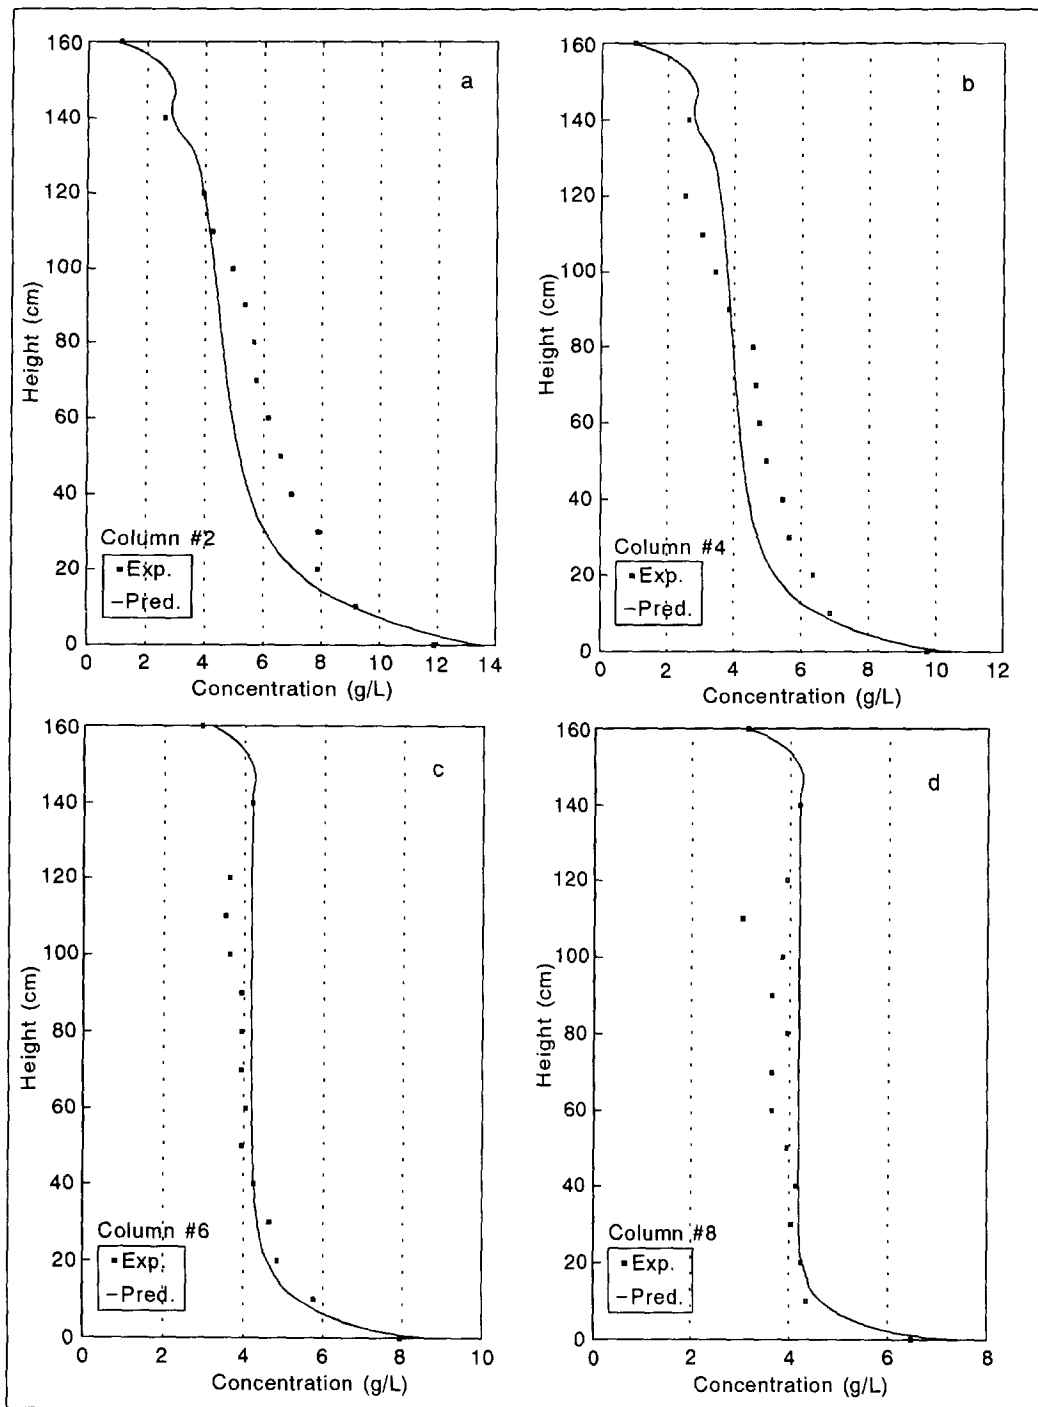 a
160
140
120
100
80
60
40
20
0
Height (cm)
Column #2
Exp.
Pred.
0 2 4 6 8 10 12 14
Concentration (g/L)
b
160
140
120
100
80
60
40
20
0
Height (cm)
Column #4
Exp.
Pred.
0 2 4 6 8 10 12
Concentration (g/L)
c
160
140
120
100
80
60
40
20
0
Height (cm)
Column #6
Exp.
Pred.
0 2 4 6 8 10
Concentration (g/L)
d
160
140
120
100
80
60
40
20
0
Height (cm)
Column #8
Exp.
Pred.
0 2 4 6 8
Concentration (g/L)